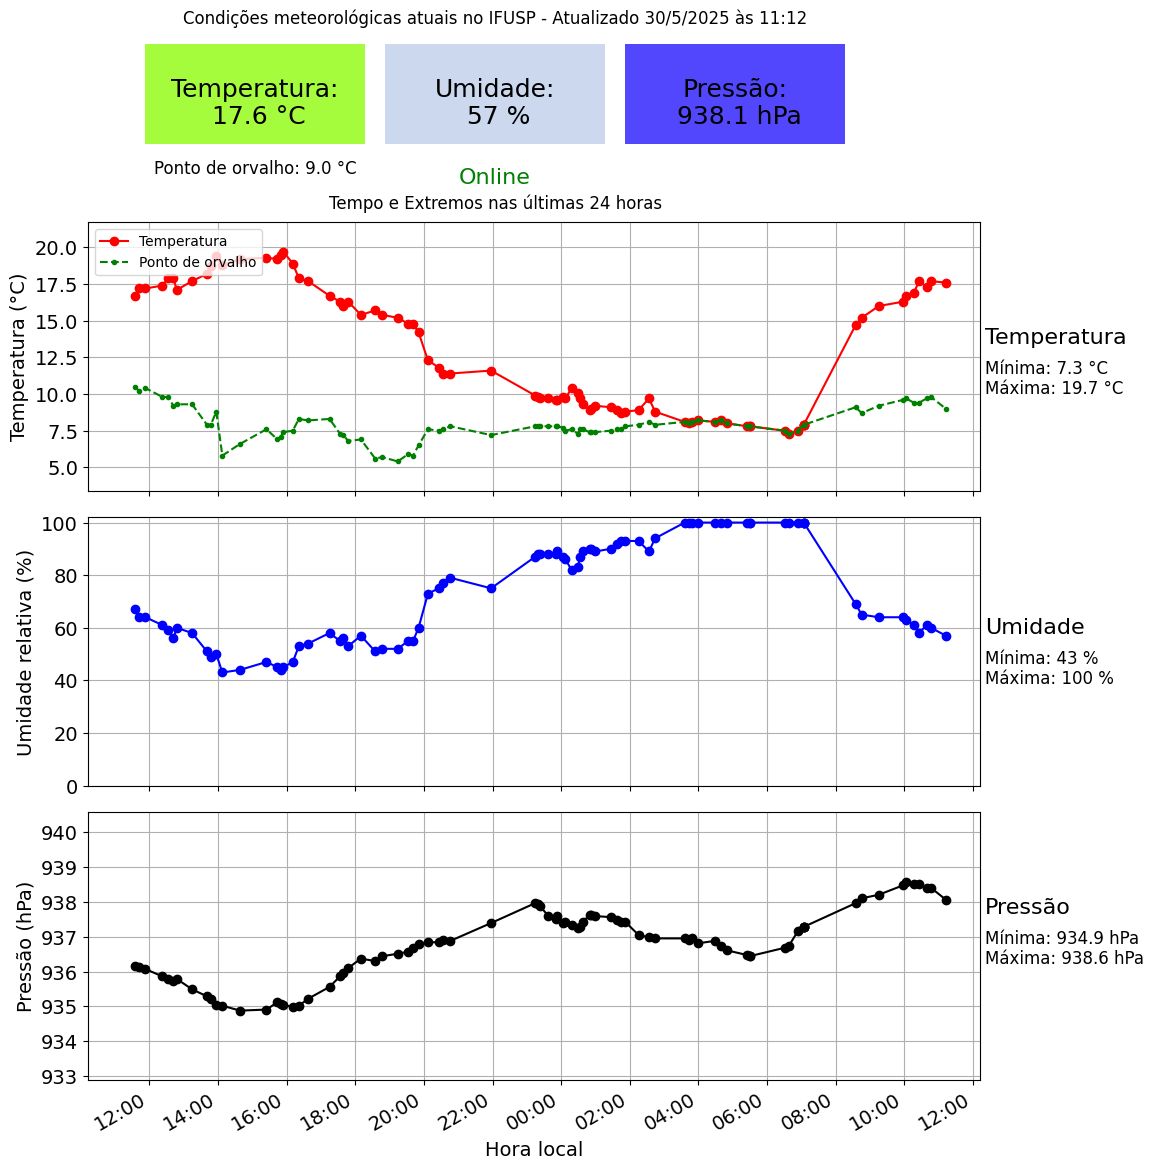 Condições meteorológicas atuais no IFUSP - Atualizado 30/5/2025 às 11:12
Temperatura:
17.6 °C
Umidade:
57 %
Pressão:
938.1 hPa
Ponto de orvalho: 9.0 °C
Online
Tempo e Extremos nas últimas 24 horas
Temperatura (°C)
20.0
17.5
15.0
12.5
10.0
7.5
5.0
Temperatura
Ponto de orvalho
Temperatura
Mínima: 7.3 °C
Máxima: 19.7 °C
Umidade relativa (%)
100
80
60
40
20
0
Umidade
Mínima: 43 %
Máxima: 100 %
Pressão (hPa)
940
939
938
937
936
935
934
933
Pressão
Mínima: 934.9 hPa
Máxima: 938.6 hPa
12:00 14:00 16:00 18:00 20:00 22:00 00:00 02:00 04:00 06:00 08:00 10:00 12:00
Hora local